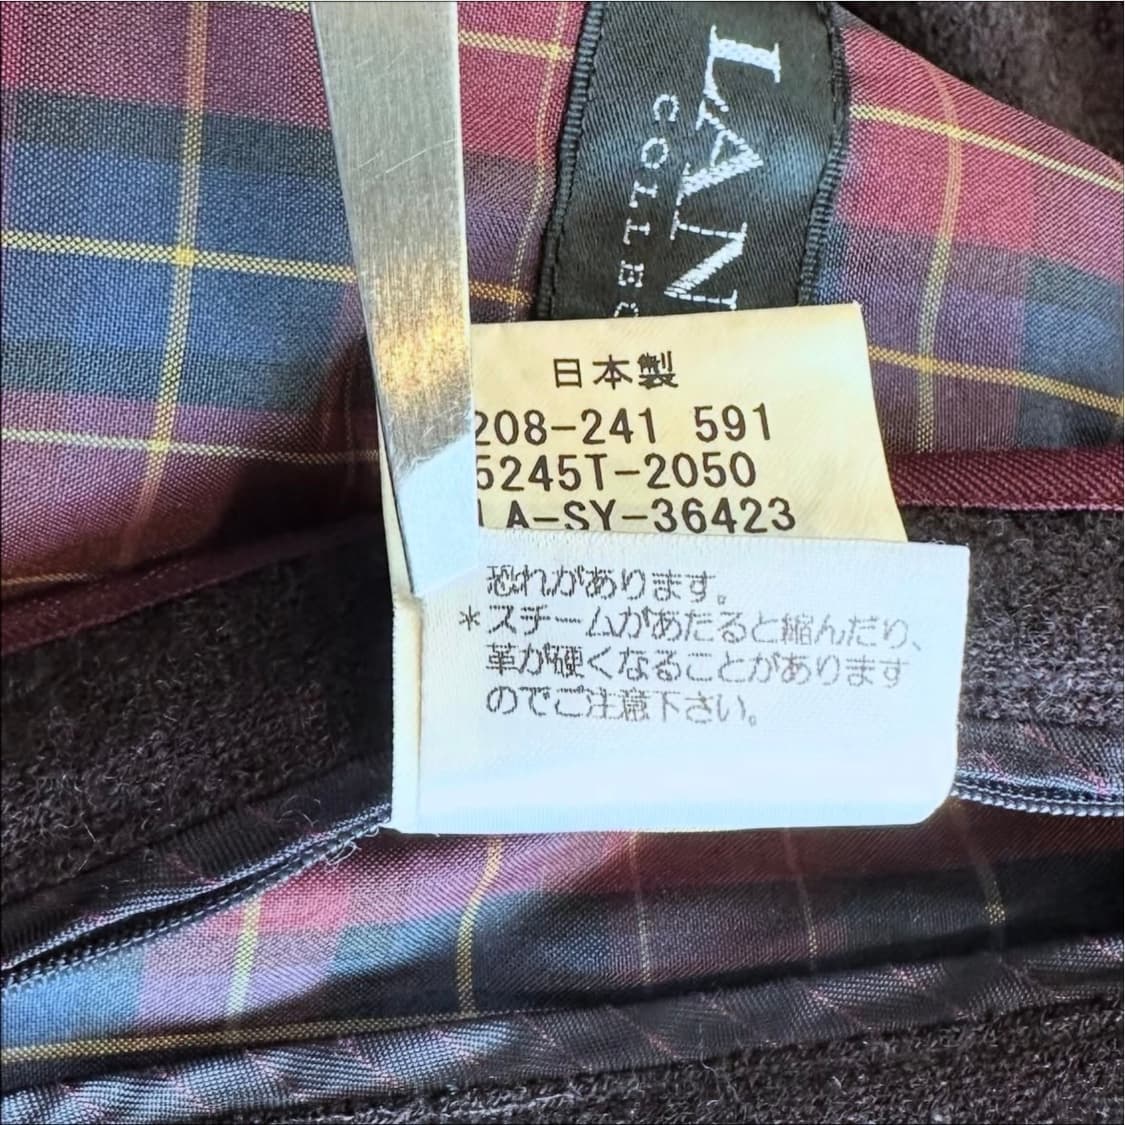 LAN
COLLEC
日本製
208-241 591
5245T-2050
LA-SY-36423
恐れがあります。
*スチームがあたると縮んだり、
革が硬くなることがあります
のでご注意下さい。